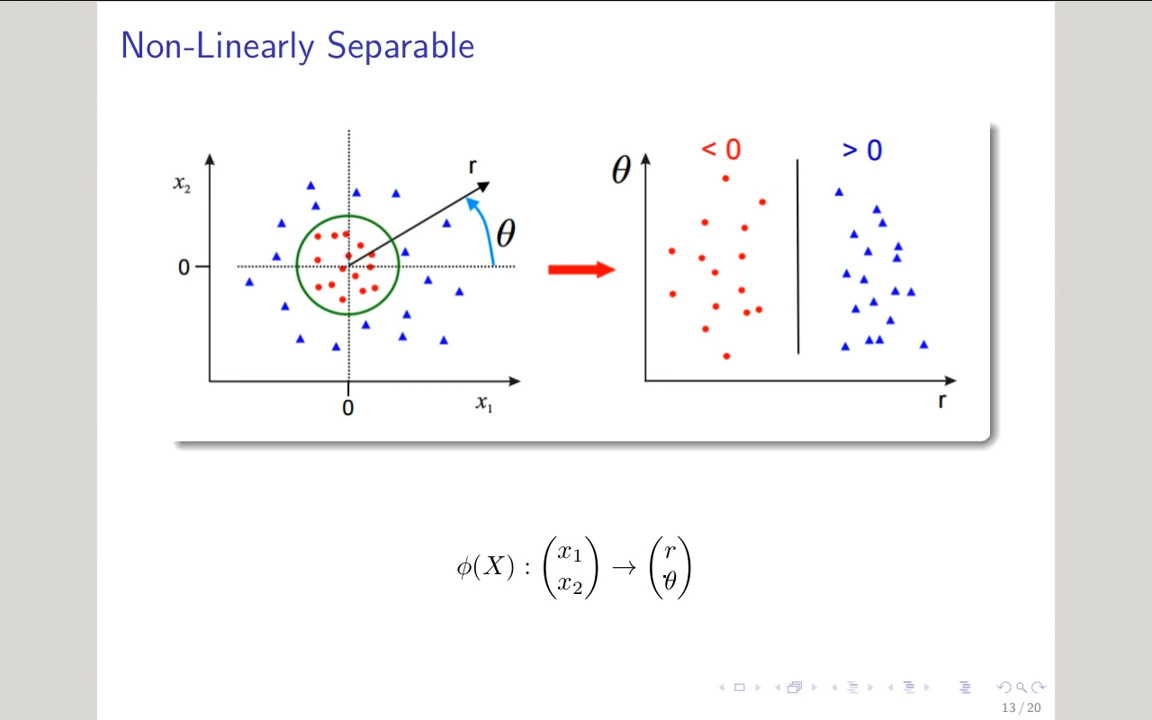 Non-Linearly Separable
x₂
0
0
x₁
r
θ
θ
< 0
> 0
r
ϕ(X) : (x₁ x₂) → (r θ)
13 / 20